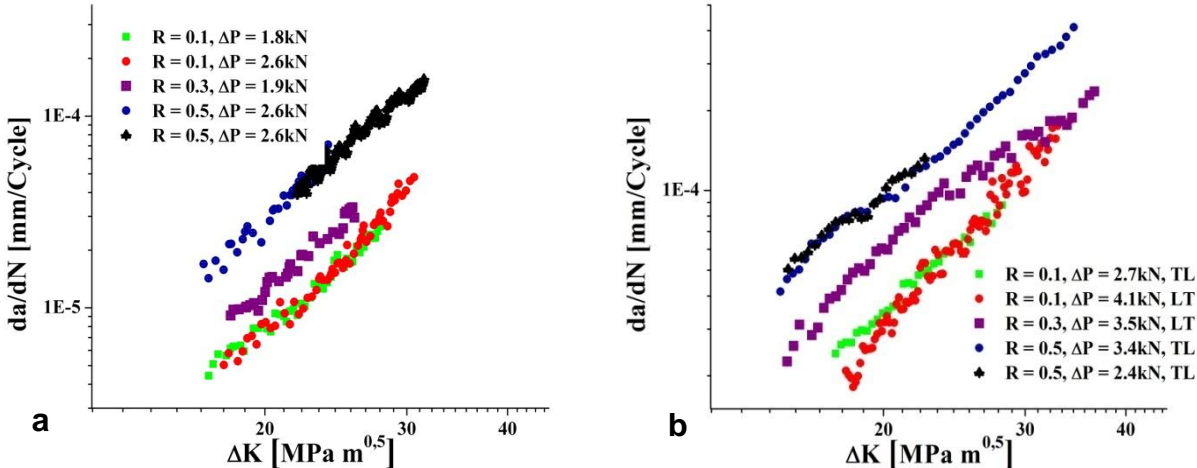 R = 0.1, ΔP = 1.8kN
R = 0.1, ΔP = 2.6kN
R = 0.3, ΔP = 1.9kN
R = 0.5, ΔP = 2.6kN
R = 0.5, ΔP = 2.6kN
1E-4
1E-5
da/dN [mm/Cycle]
20
30
40
ΔK [MPa m^0,5]
a
1E-4
da/dN [mm/Cycle]
R = 0.1, ΔP = 2.7kN, TL
R = 0.1, ΔP = 4.1kN, LT
R = 0.3, ΔP = 3.5kN, LT
R = 0.5, ΔP = 3.4kN, TL
R = 0.5, ΔP = 2.4kN, TL
20
30
40
ΔK [MPa m^0,5]
b